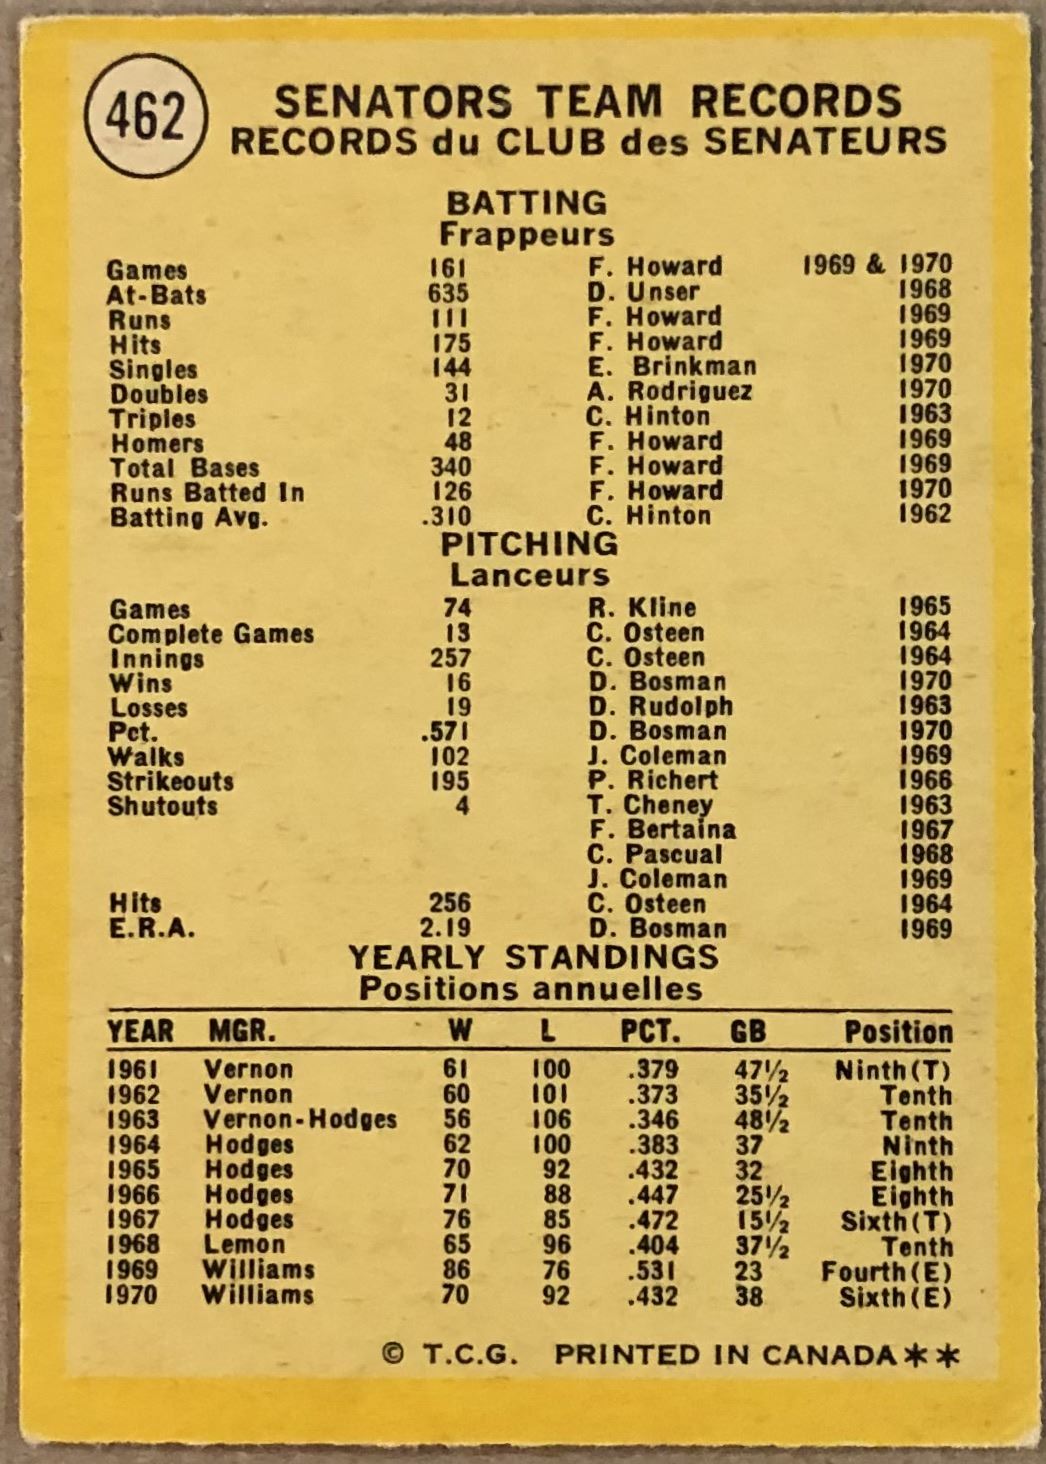 462
SENATORS TEAM RECORDS
RECORDS du CLUB des SENATEURS
BATTING
Frappeurs
Games 161 F. Howard 1969 & 1970
At-Bats 635 D. Unser 1968
Runs 111 F. Howard 1969
Hits 175 F. Howard 1969
Singles 144 E. Brinkman 1970
Doubles 31 A. Rodriguez 1970
Triples 12 C. Hinton 1963
Homers 48 F. Howard 1969
Total Bases 340 F. Howard 1969
Runs Batted In 126 F. Howard 1970
Batting Avg. .310 C. Hinton 1962
PITCHING
Lanceurs
Games 74 R. Kline 1965
Complete Games 13 C. Osteen 1964
Innings 257 C. Osteen 1964
Wins 16 D. Bosman 1970
Losses 19 D. Rudolph 1963
Pct. .571 D. Bosman 1970
Walks 102 J. Coleman 1969
Strikeouts 195 P. Richert 1966
Shutouts 4 T. Cheney 1963
F. Bertaina 1967
C. Pascual 1968
J. Coleman 1969
Hits 256 C. Osteen 1964
E.R.A. 2.19 D. Bosman 1969
YEARLY STANDINGS
Positions annuelles
YEAR MGR. W L PCT. GB Position
1961 Vernon 61 100 .379 47½ Ninth(T)
1962 Vernon 60 101 .373 35½ Tenth
1963 Vernon-Hodges 56 106 .346 48½ Tenth
1964 Hodges 62 100 .383 37 Ninth
1965 Hodges 70 92 .432 32 Eighth
1966 Hodges 71 88 .447 25½ Eighth
1967 Hodges 76 85 .472 15½ Sixth(T)
1968 Lemon 65 96 .404 37½ Tenth
1969 Williams 86 76 .531 23 Fourth(E)
1970 Williams 70 92 .432 38 Sixth(E)
© T.C.G. PRINTED IN CANADA✶✶